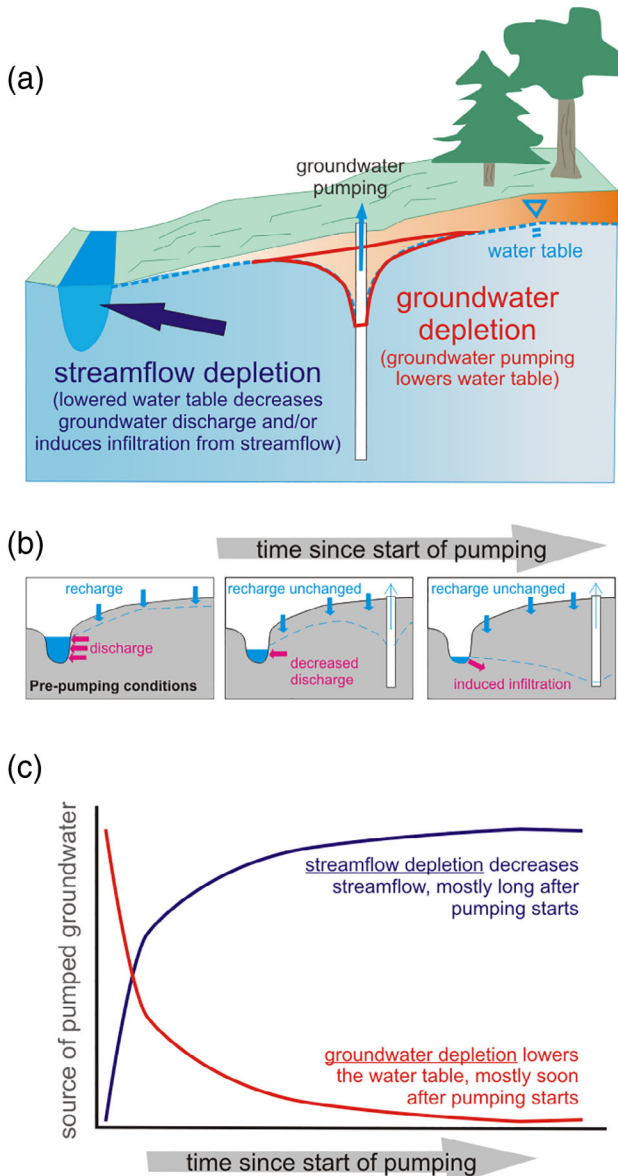 (a)
groundwater
pumping
water table
groundwater
depletion
(groundwater pumping
lowers water table)
streamflow depletion
(lowered water table decreases
groundwater discharge and/or
induces infiltration from streamflow)
(b)
time since start of pumping
recharge
discharge
Pre-pumping conditions
recharge unchanged
decreased
discharge
recharge unchanged
induced infiltration
(c)
source of pumped groundwater
streamflow depletion decreases
streamflow, mostly long after
pumping starts
groundwater depletion lowers
the water table, mostly soon
after pumping starts
time since start of pumping